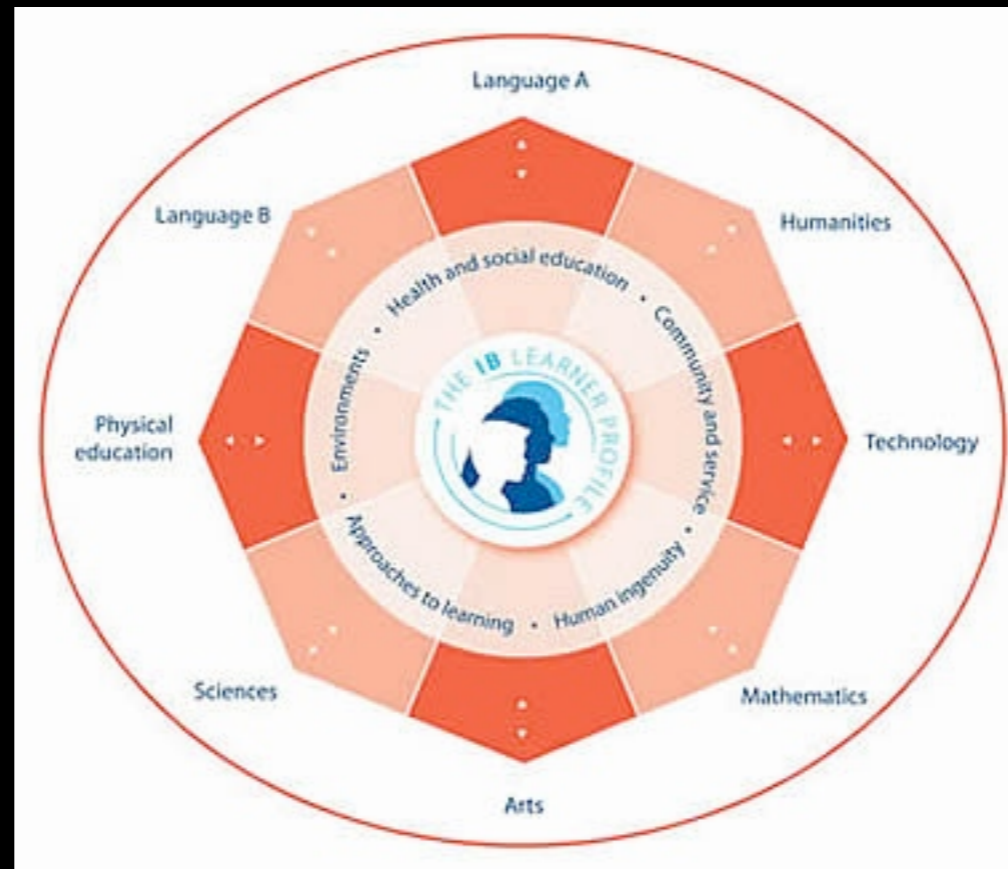 Language A
Language B
Humanities
Health and social education
•
Community and service
•
Environments
•
THE IB LEARNER PROFILE
Physical
education
Technology
Approaches to learning
•
Human ingenuity
•
Sciences
Mathematics
Arts